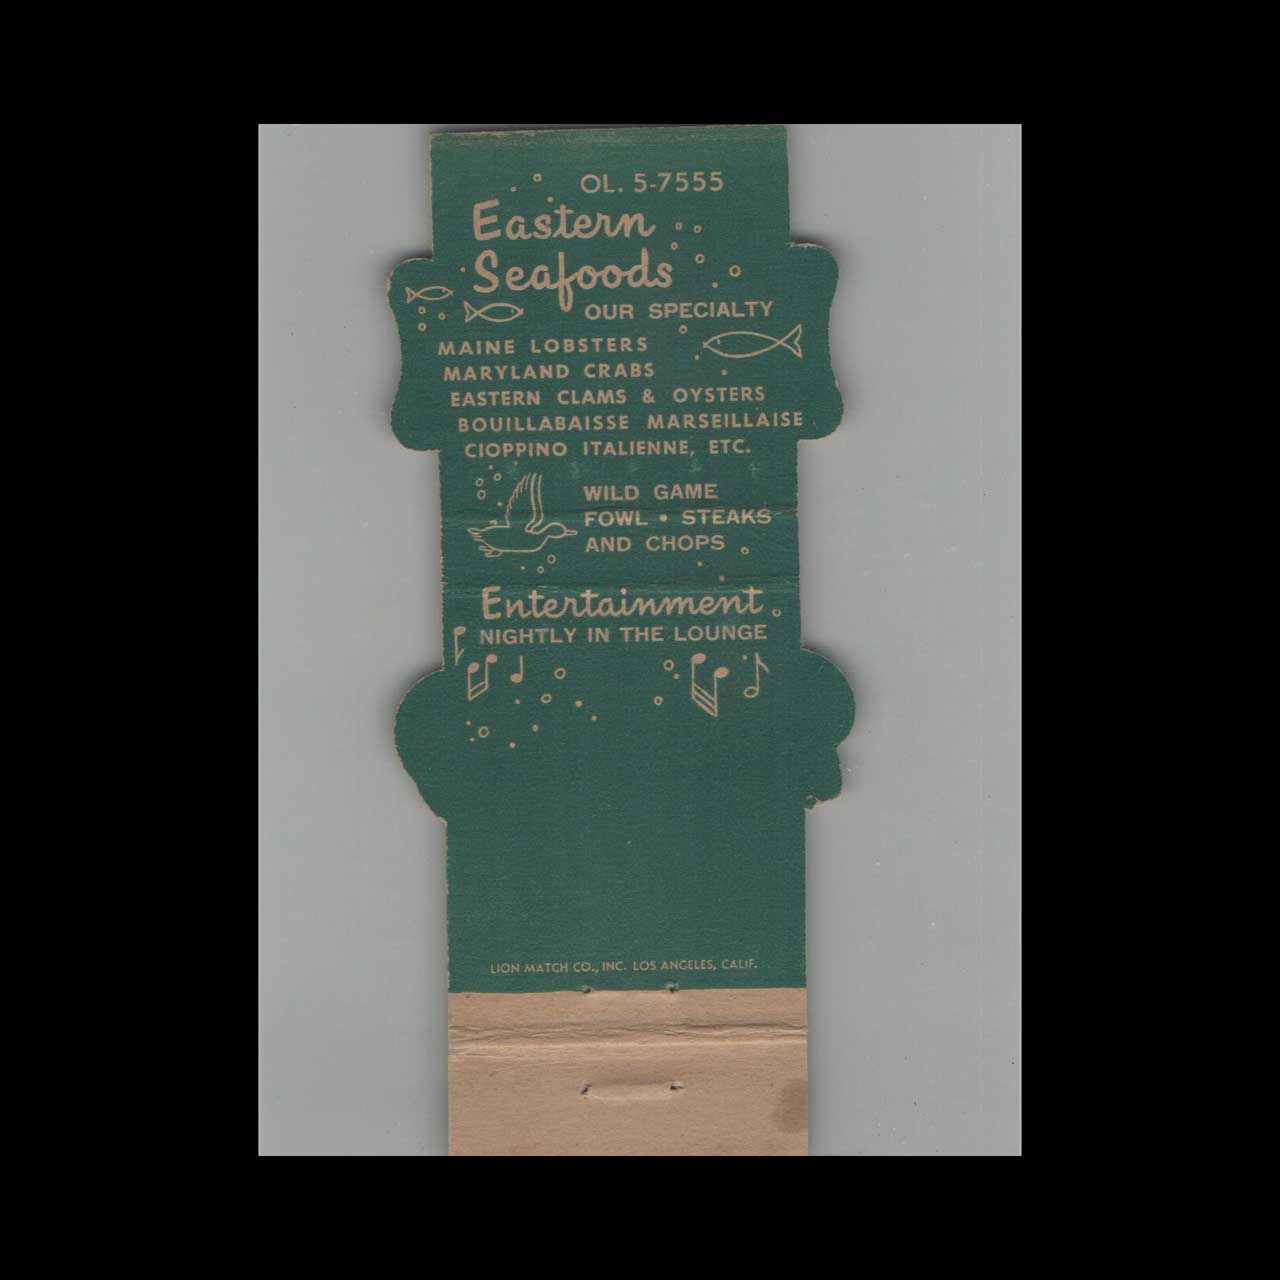 OL. 5-7555
Eastern
Seafoods
OUR SPECIALTY
MAINE LOBSTERS
MARYLAND CRABS
EASTERN CLAMS & OYSTERS
BOUILLABAISSE MARSEILLAISE
CIOPPINO ITALIENNE, ETC.
WILD GAME
FOWL • STEAKS
AND CHOPS
Entertainment
NIGHTLY IN THE LOUNGE
LION MATCH CO., INC. LOS ANGELES, CALIF.